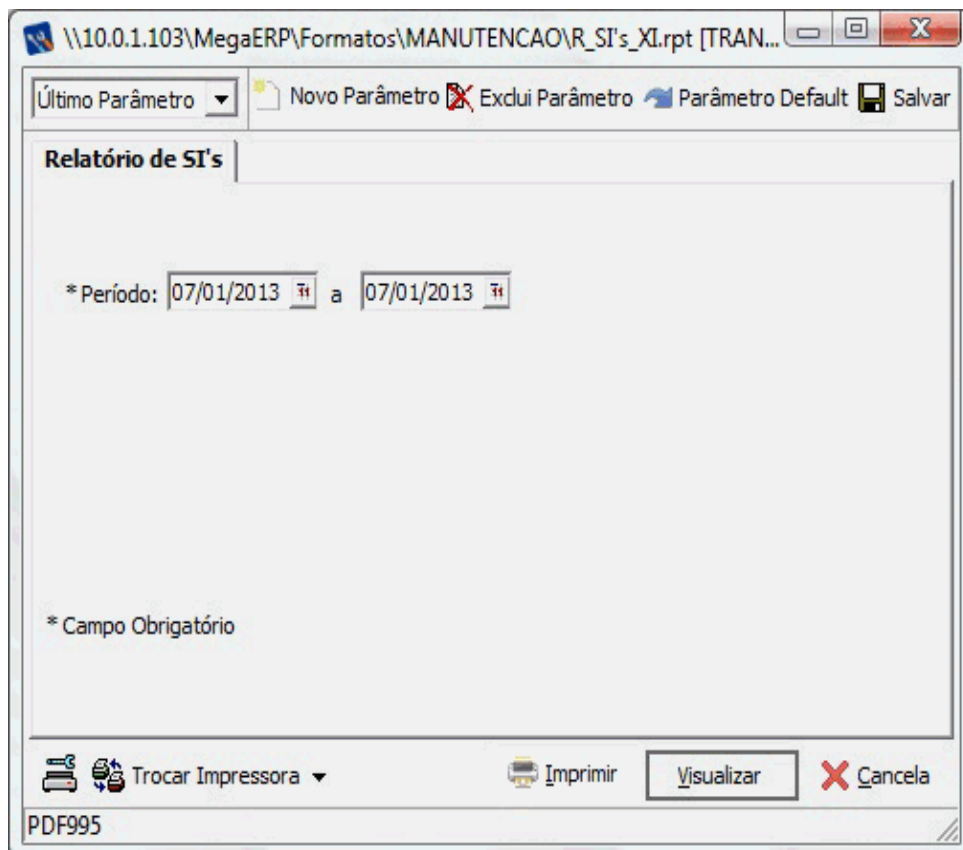 \\10.0.1.103\MegaERP\Formatos\MANUTENCAO\R_SI's_XI.rpt [TRAN...
Último Parâmetro Novo Parâmetro Exclui Parâmetro Parâmetro Default Salvar
Relatório de SI's
* Período: 07/01/2013 a 07/01/2013
* Campo Obrigatório
Trocar Impressora Imprimir Visualizar Cancela
PDF995